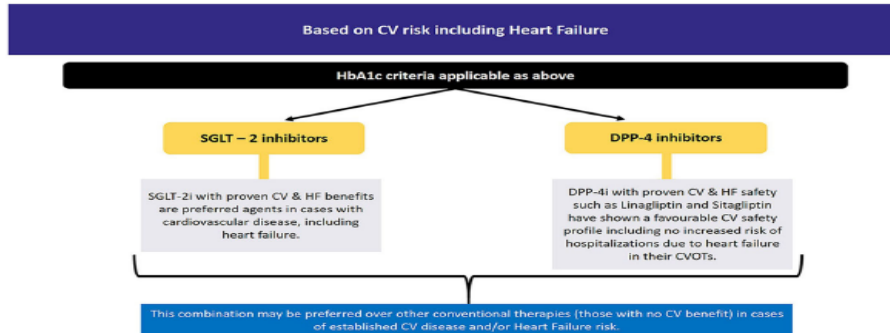 Based on CV risk including Heart Failure
HbA1c criteria applicable as above
SGLT – 2 inhibitors
SGLT-2i with proven CV & HF benefits
are preferred agents in cases with
cardiovascular disease, including
heart failure.
DPP-4 inhibitors
DPP-4i with proven CV & HF safety
such as Linagliptin and Sitagliptin
have shown a favourable CV safety
profile including no increased risk of
hospitalizations due to heart failure
in their CVOTs.
This combination may be preferred over other conventional therapies (those with no CV benefit) in cases
of established CV disease and/or Heart Failure risk.